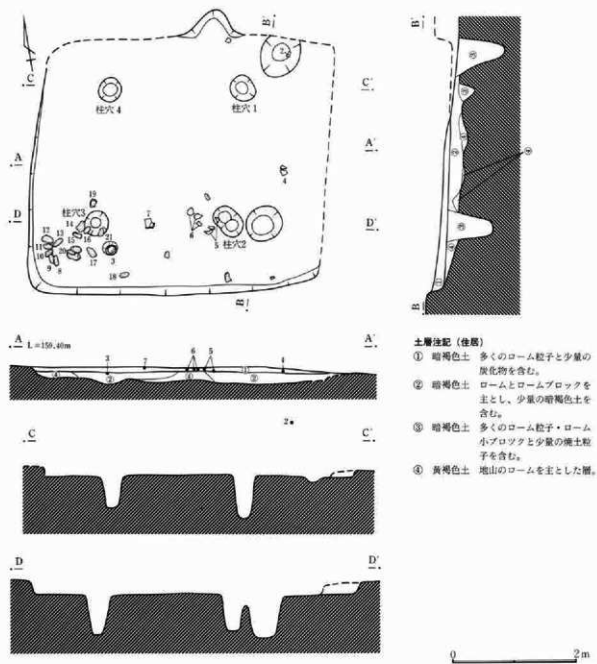 B'
B'
2
C
C'
柱穴4
柱穴1
C'
A
A'
4
A'
D
19
柱穴3
14
7
D'
12
13
11
15
16
21
6
5
柱穴2
D'
10
20
17
3
9
8
18
B
B
A
L=159.40m
3
7
6
5
4
A'
土層注記（住居）
① 暗褐色土 多くのローム粒子と少量の
炭化物を含む。
② 暗褐色土 ロームとロームブロックを
主とし、少量の暗褐色土を
含む。
③ 暗褐色土 多くのローム粒子・ローム
小ブロックと少量の焼土粒
子を含む。
④ 黄褐色土 地山のロームを主とした層。
2
C
C'
D
D'
0
2m